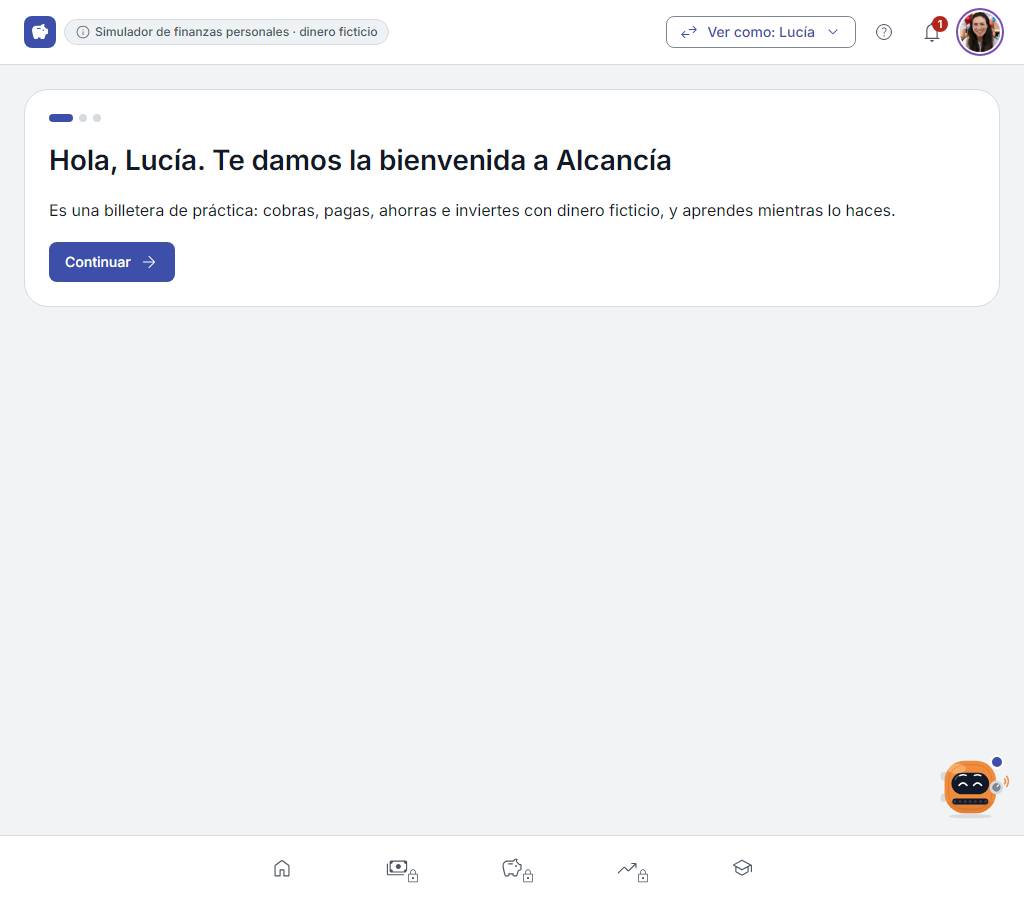 Simulador de finanzas personales · dinero ficticio
Ver como: Lucía
1
Hola, Lucía. Te damos la bienvenida a Alcancía
Es una billetera de práctica: cobras, pagas, ahorras e inviertes con dinero ficticio, y aprendes mientras lo haces.
Continuar